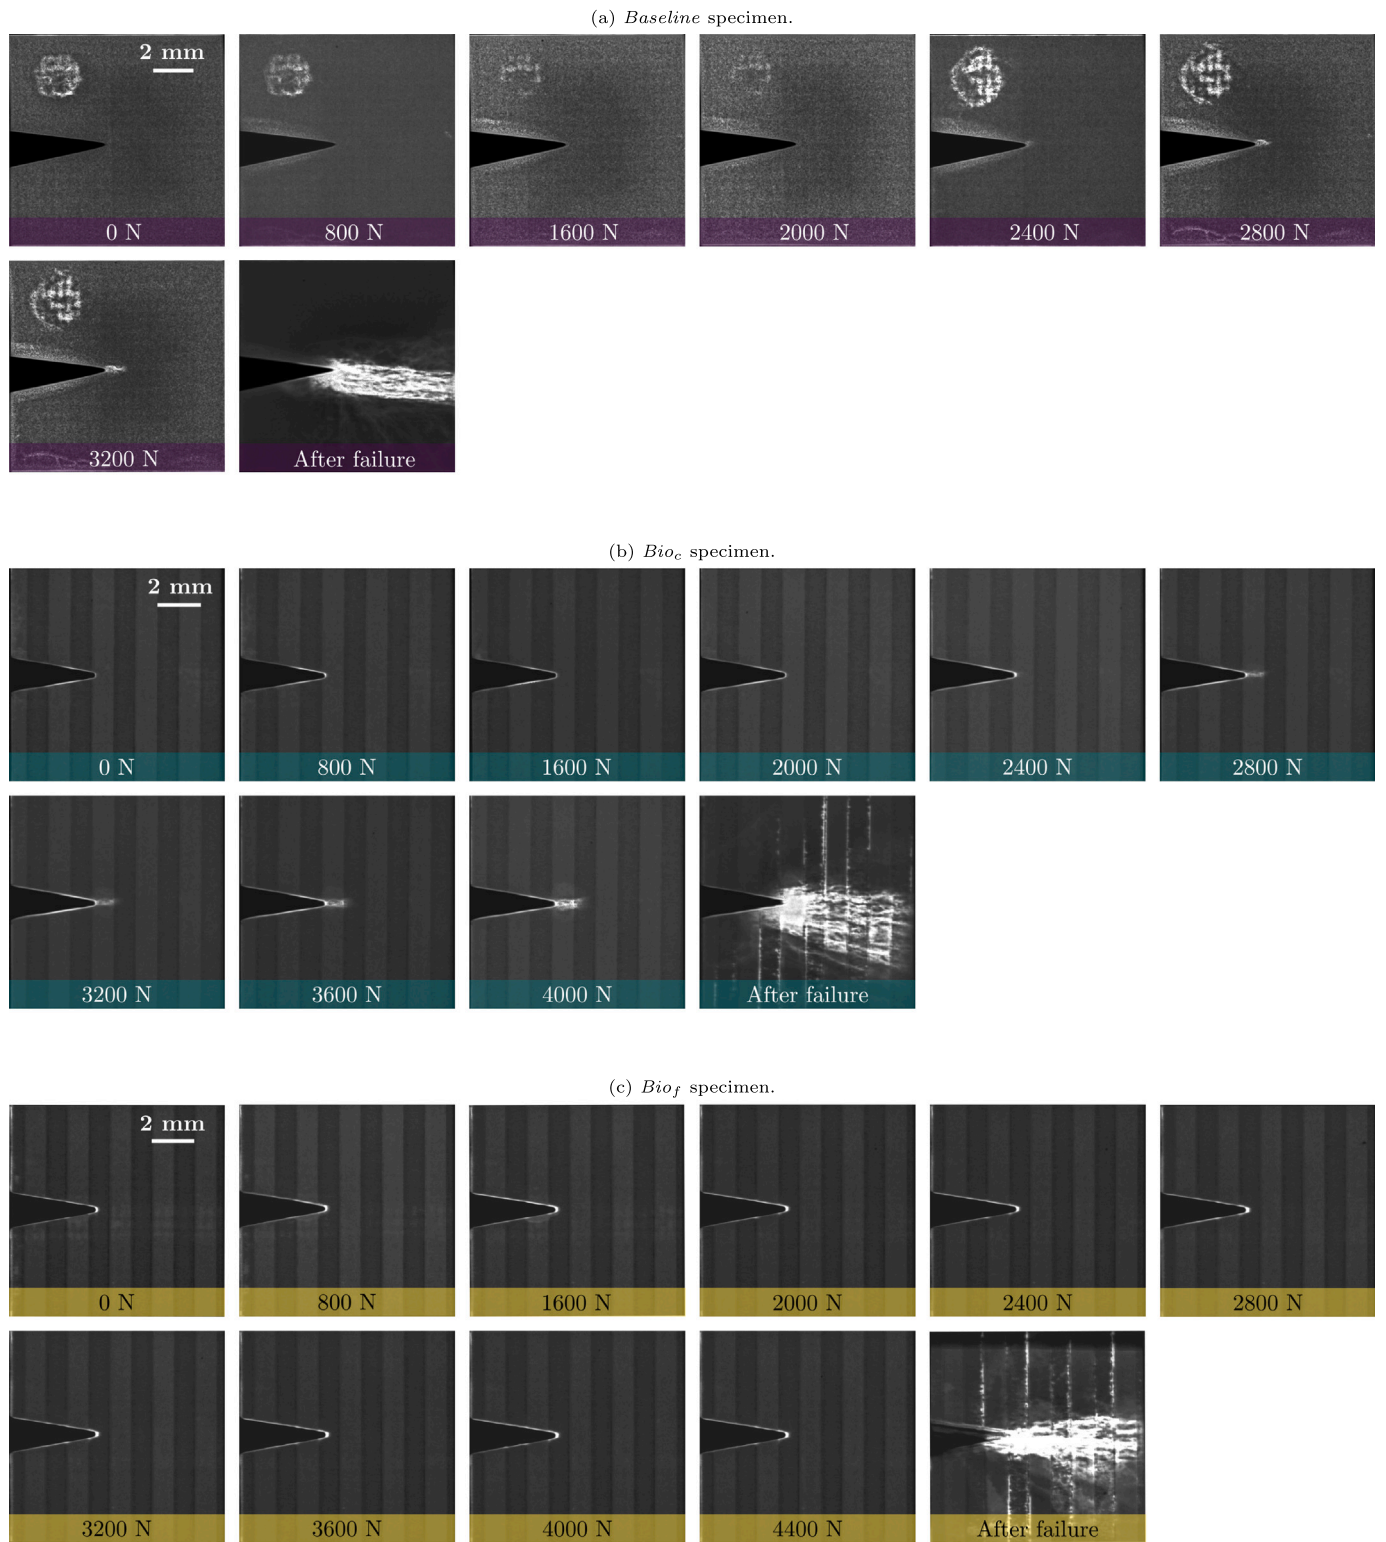 (a) Baseline specimen.
2 mm
0 N
800 N
1600 N
2000 N
2400 N
2800 N
3200 N
After failure
(b) Bio_c specimen.
2 mm
0 N
800 N
1600 N
2000 N
2400 N
2800 N
3200 N
3600 N
4000 N
After failure
(c) Bio_f specimen.
2 mm
0 N
800 N
1600 N
2000 N
2400 N
2800 N
3200 N
3600 N
4000 N
4400 N
After failure